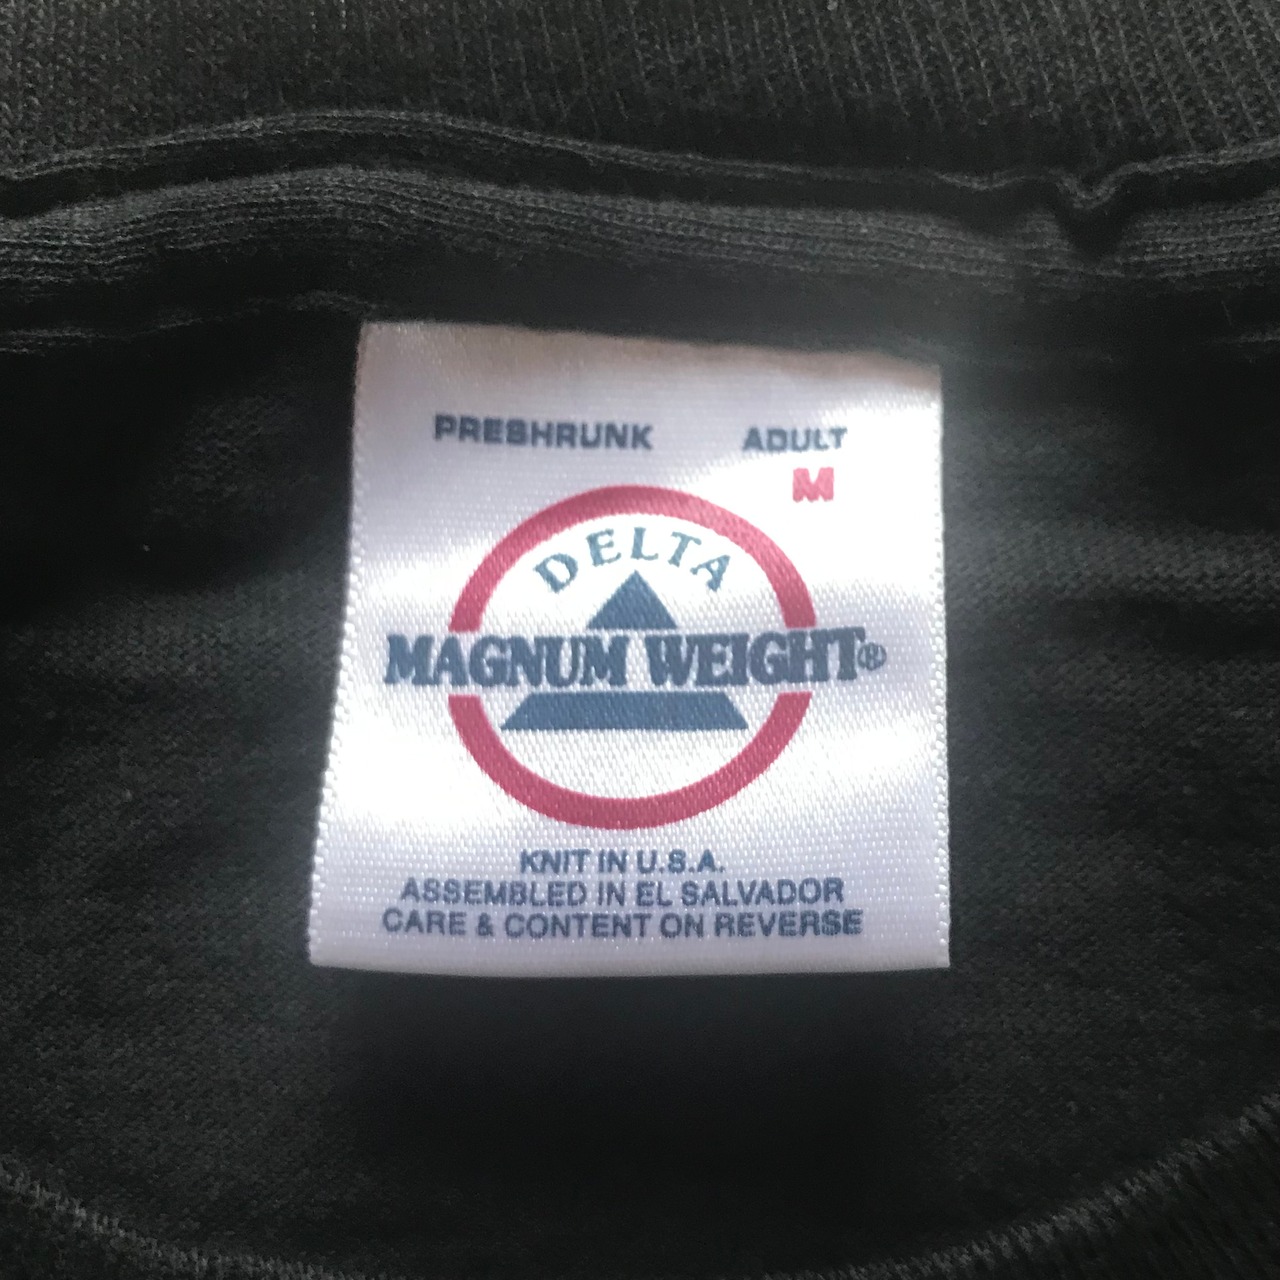 PRESHRUNK ADULT
M
DELTA
MAGNUM WEIGHT®
KNIT IN U.S.A.
ASSEMBLED IN EL SALVADOR
CARE & CONTENT ON REVERSE